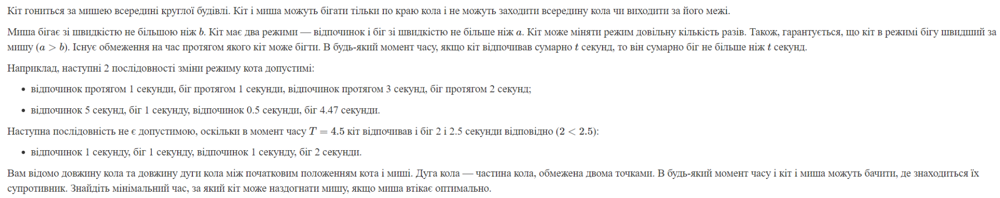 Кіт гониться за мишею всередині круглої будівлі. Кіт і миша можуть бігати тільки по краю кола і не можуть заходити всередину кола чи виходити за його межі.
Миша бігає зі швидкістю не більшою ніж b. Кіт має два режими — відпочинок і біг зі швидкістю не більше ніж a. Кіт може міняти режим довільну кількість разів. Також, гарантується, що кіт в режимі бігу швидший за
мишу (a > b). Існує обмеження на час протягом якого кіт може бігти. В будь-який момент часу, якщо кіт відпочивав сумарно t секунд, то він сумарно біг не більше ніж t секунд.
Наприклад, наступні 2 послідовності зміни режиму кота допустимі:
• відпочинок протягом 1 секунди, біг протягом 1 секунди, відпочинок протягом 3 секунд, біг протягом 2 секунд;
• відпочинок 5 секунд, біг 1 секунду, відпочинок 0.5 секунди, біг 4.47 секунди.
Наступна послідовність не є допустимою, оскільки в момент часу T = 4.5 кіт відпочивав і біг 2 і 2.5 секунди відповідно (2 < 2.5):
• відпочинок 1 секунду, біг 1 секунду, відпочинок 1 секунду, біг 2 секунди.
Вам відомо довжину кола та довжину дуги кола між початковим положенням кота і миші. Дуга кола — частина кола, обмежена двома точками. В будь-який момент часу і кіт і миша можуть бачити, де знаходиться їх
супротивник. Знайдіть мінімальний час, за який кіт може наздогнати мишу, якщо миша втікає оптимально.